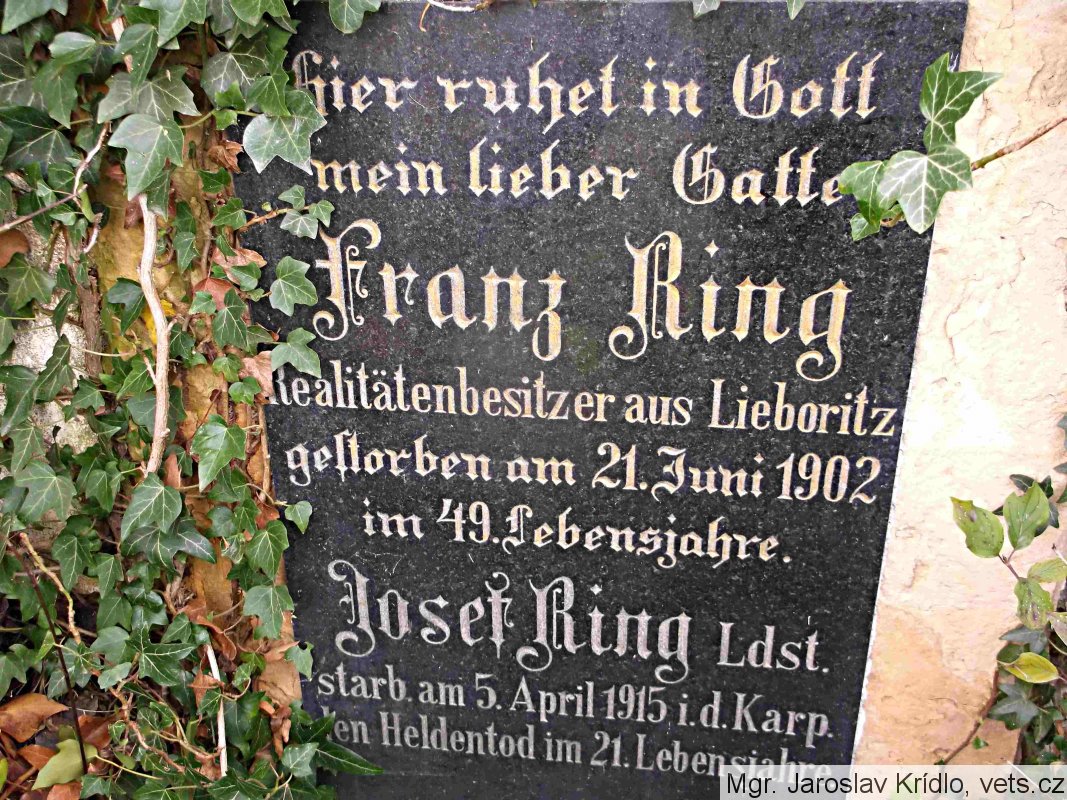 Hier ruhet in Gott
mein lieber Gatte
Franz Ring
Realitätenbesitzer aus Lieboritz
geſtorben am 21. Juni 1902
im 49. Lebensjahre.
Josef Ring Ldst.
starb. am 5. April 1915 i. d. Karp.
den Heldentod im 21. Lebensjahre
Mgr. Jaroslav Krídlo, vets.cz